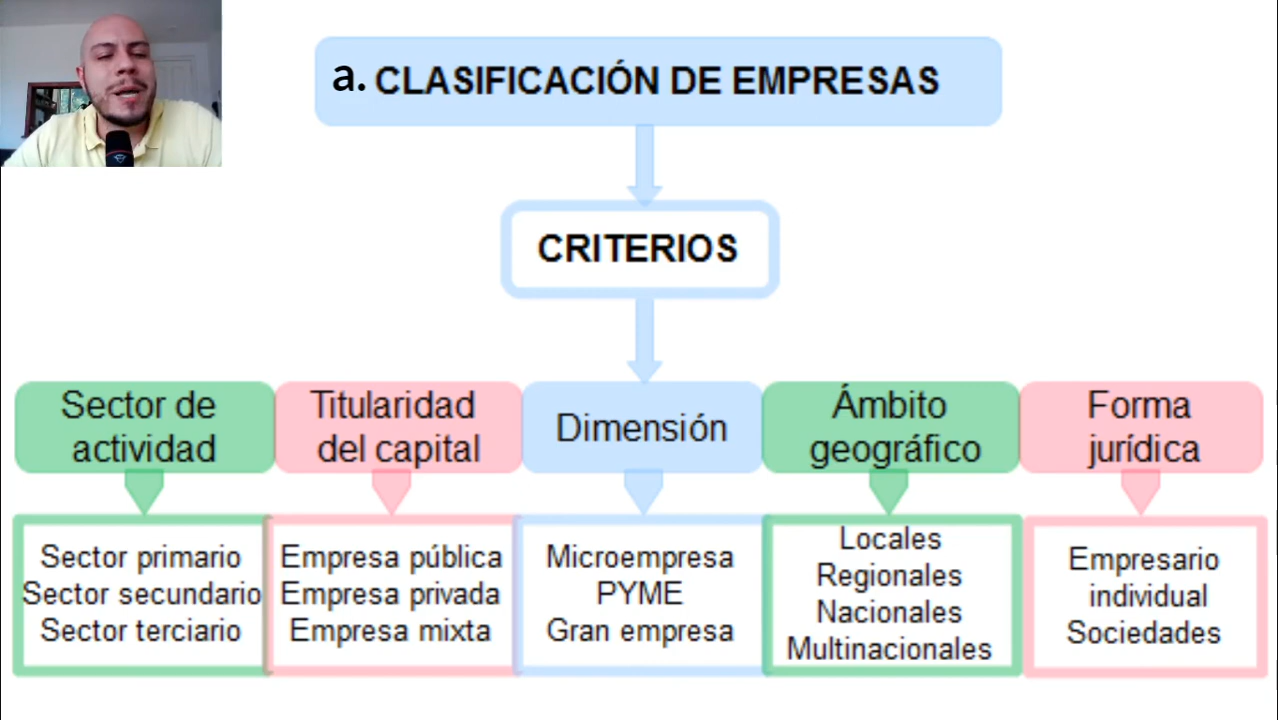 a. CLASIFICACIÓN DE EMPRESAS
CRITERIOS
Sector de
actividad
Titularidad
del capital
Dimensión
Ámbito
geográfico
Forma
jurídica
Sector primario
Sector secundario
Sector terciario
Empresa pública
Empresa privada
Empresa mixta
Microempresa
PYME
Gran empresa
Locales
Regionales
Nacionales
Multinacionales
Empresario
individual
Sociedades